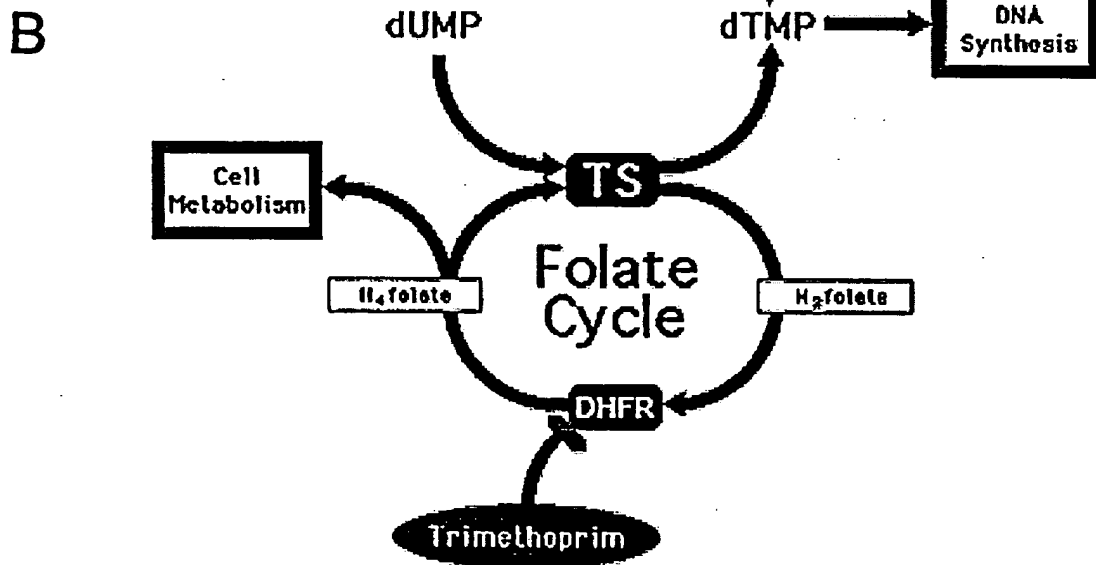 B
dUMP
dTMP
DNA
Synthesis
TS
Cell
Metabolism
Folate
Cycle
H₄folate
H₂folate
DHFR
Trimethoprim